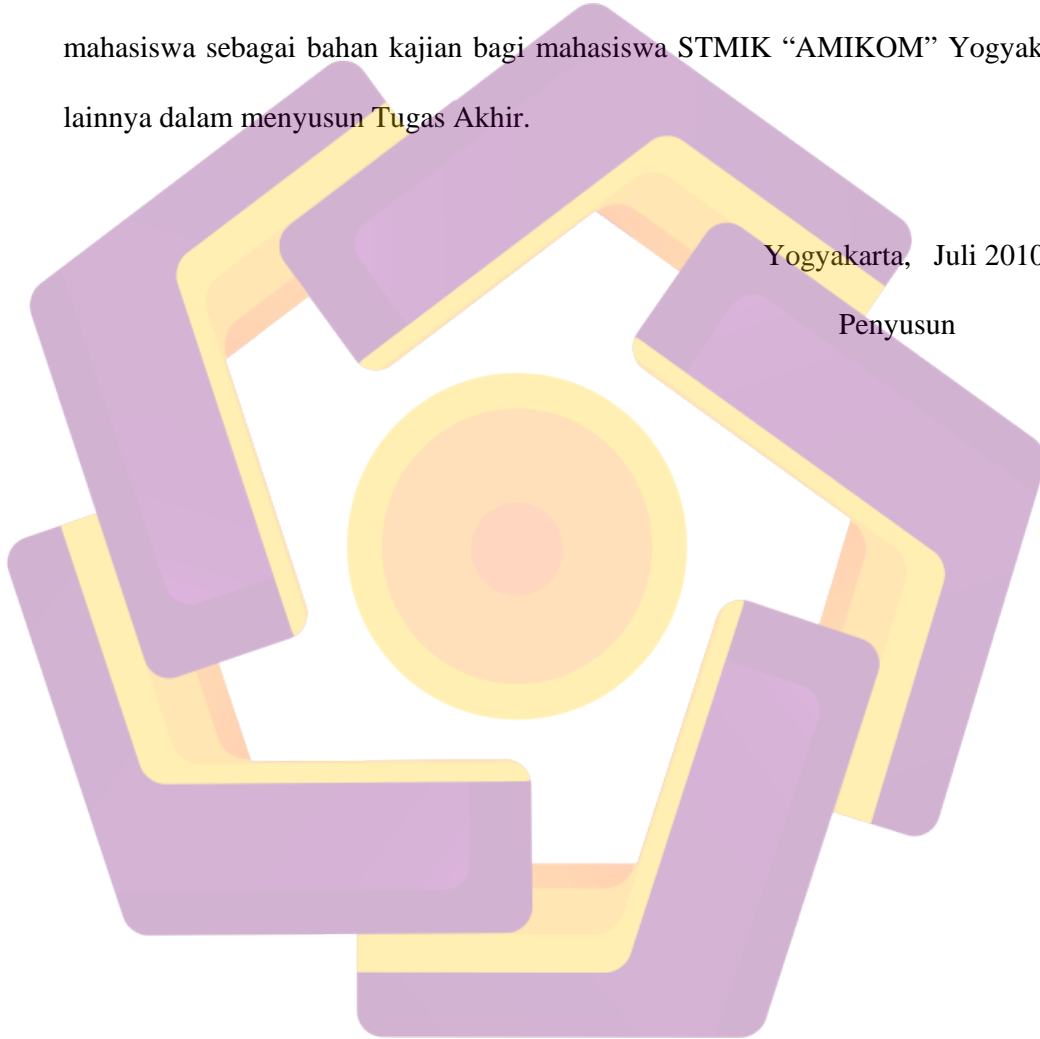 mahasiswa sebagai bahan kajian bagi mahasiswa STMIK “AMIKOM” Yogyak
lainnya dalam menyusun Tugas Akhir.
Yogyakarta, Juli 2010
Penyusun